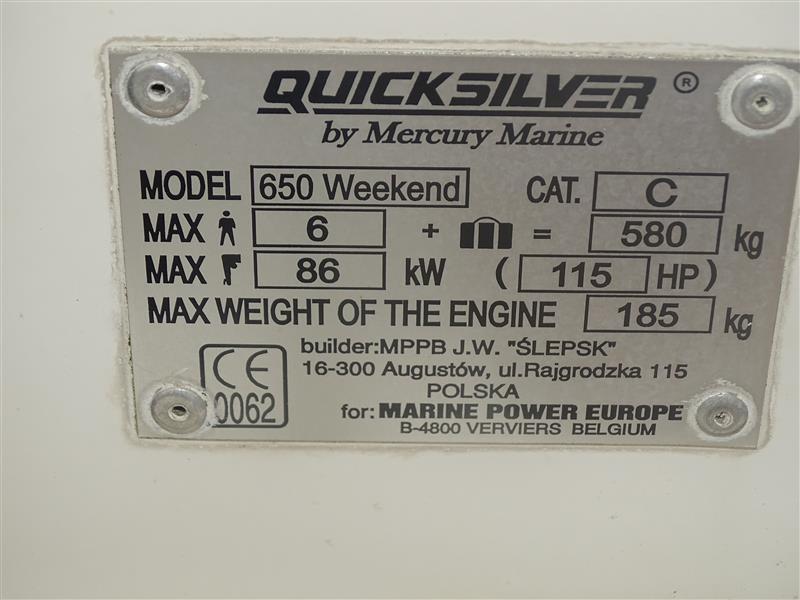 QUICKSILVER ®
by Mercury Marine
MODEL 650 Weekend CAT. C
MAX 6 + = 580 kg
MAX 86 kW ( 115 HP )
MAX WEIGHT OF THE ENGINE 185 kg
builder:MPPB J.W. "ŚLEPSK"
16-300 Augustów, ul.Rajgrodzka 115
POLSKA
CE
0062
for: MARINE POWER EUROPE
B-4800 VERVIERS BELGIUM